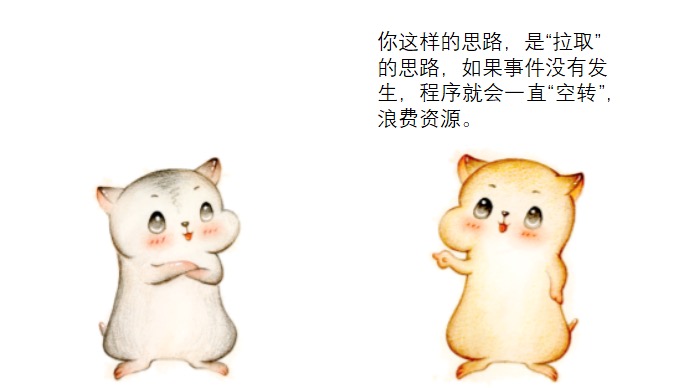 你这样的思路，是“拉取”
的思路，如果事件没有发
生，程序就会一直“空转”,
浪费资源。